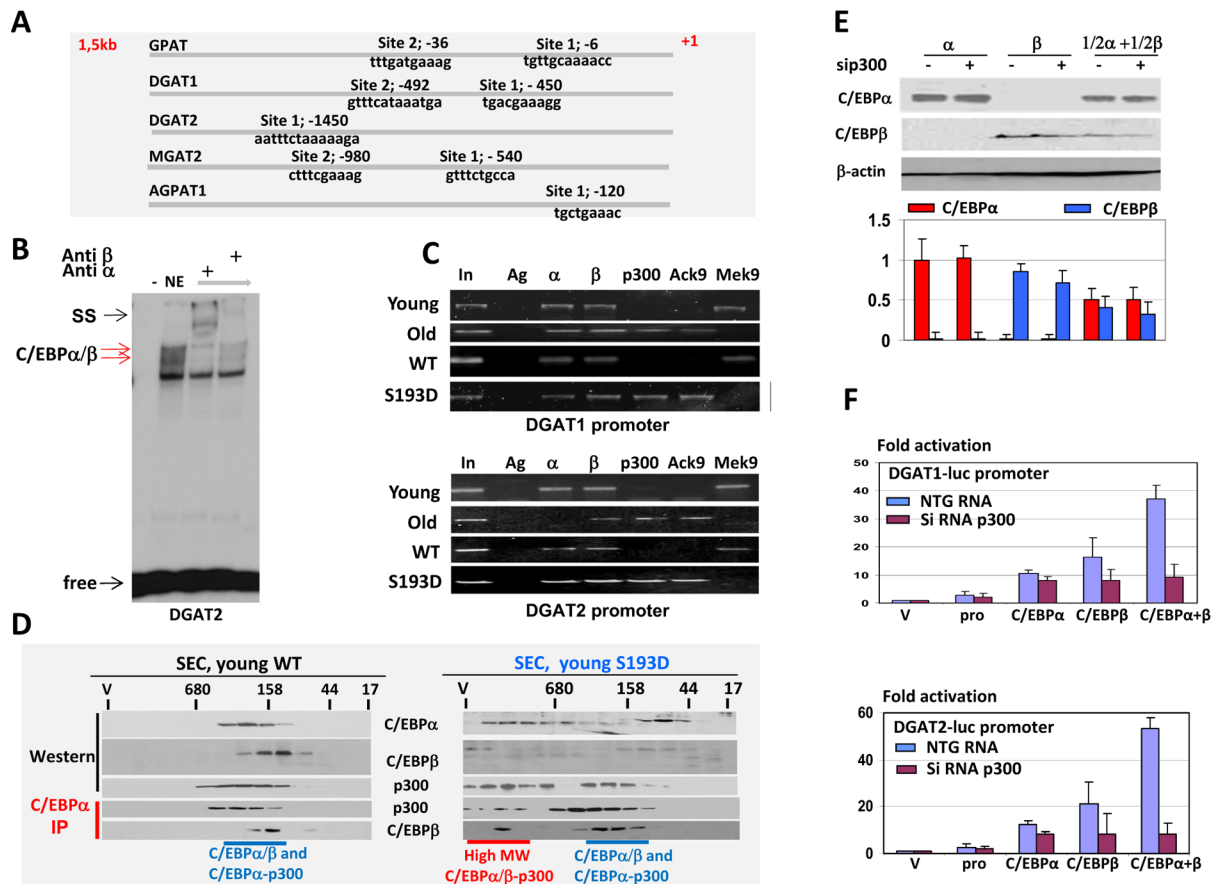 A
1,5kb
+1
GPAT
Site 2; -36
Site 1; -6
tttgatgaaag
tgttgcaaaacc
DGAT1
Site 2; -492
Site 1; - 450
gtttcataaatga
tgacgaaagg
DGAT2
Site 1; -1450
aatttctaaaaaga
MGAT2
Site 2; -980
Site 1; - 540
ctttcgaaag
gtttctgcca
AGPAT1
Site 1; -120
tgctgaaac
B
Anti β +
Anti α +
- NE
SS
C/EBPα/β
free
DGAT2
C
In Ag α β p300 Ack9 Mek9
Young
Old
WT
S193D
DGAT1 promoter
In Ag α β p300 Ack9 Mek9
Young
Old
WT
S193D
DGAT2 promoter
D
SEC, young WT
V 680 158 44 17
SEC, young S193D
V 680 158 44 17
Western
C/EBPα
IP
C/EBPα
C/EBPβ
p300
p300
C/EBPβ
C/EBPα/β and
C/EBPα-p300
High MW
C/EBPα/β-p300
C/EBPα/β and
C/EBPα-p300
E
α β 1/2α +1/2β
sip300 - + - + - +
C/EBPα
C/EBPβ
β-actin
C/EBPα
C/EBPβ
1.5
1
0.5
0
F
Fold activation
DGAT1-luc promoter
NTG RNA
Si RNA p300
50
40
30
20
10
0
V pro C/EBPα C/EBPβ C/EBPα+β
Fold activation
DGAT2-luc promoter
NTG RNA
Si RNA p300
60
40
20
0
V pro C/EBPα C/EBPβ C/EBPα+β